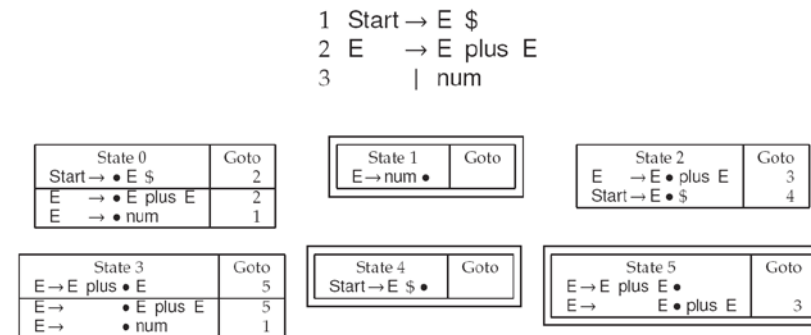 1 Start → E $
2 E → E plus E
3 | num
State 0 Goto
Start → • E $ 2
E → • E plus E 2
E → • num 1
State 1 Goto
E → num •
State 2 Goto
E → E • plus E 3
Start → E • $ 4
State 3 Goto
E → E plus • E 5
E → • E plus E 5
E → • num 1
State 4 Goto
Start → E $ •
State 5 Goto
E → E plus E •
E → E • plus E 3